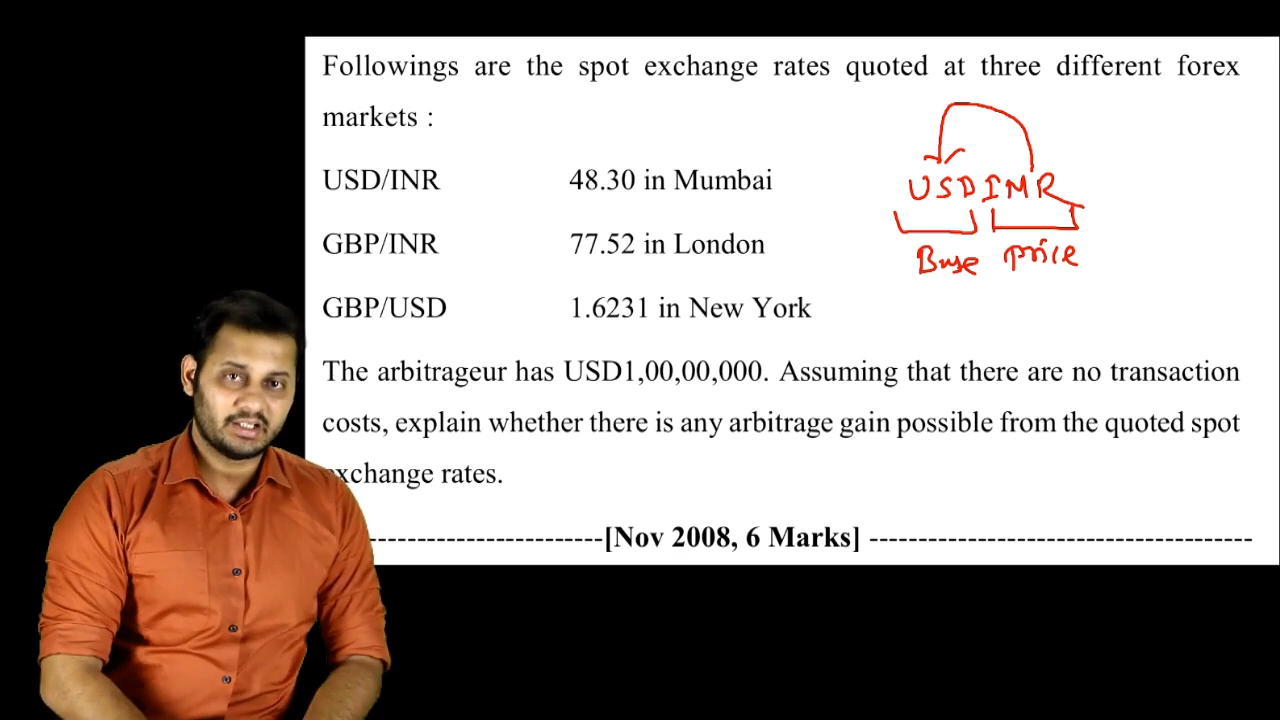 Followings are the spot exchange rates quoted at three different forex
markets :
USD/INR 48.30 in Mumbai
GBP/INR 77.52 in London
GBP/USD 1.6231 in New York
The arbitrageur has USD1,00,00,000. Assuming that there are no transaction
costs, explain whether there is any arbitrage gain possible from the quoted spot
exchange rates.
------------------------[Nov 2008, 6 Marks] --------------------------------------
USDINR
Base price